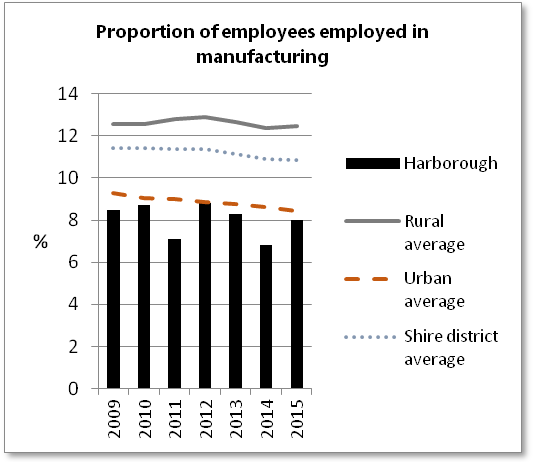 Proportion of employees employed in
manufacturing
14
12
10
8
6
4
2
0
%
2009
2010
2011
2012
2013
2014
2015
Harborough
Rural
average
Urban
average
Shire district
average